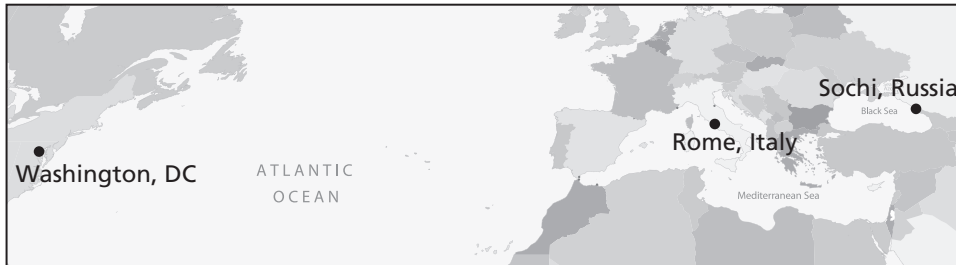 Sochi, Russia
Black Sea
Rome, Italy
Washington, DC
ATLANTIC
OCEAN
Mediterranean Sea